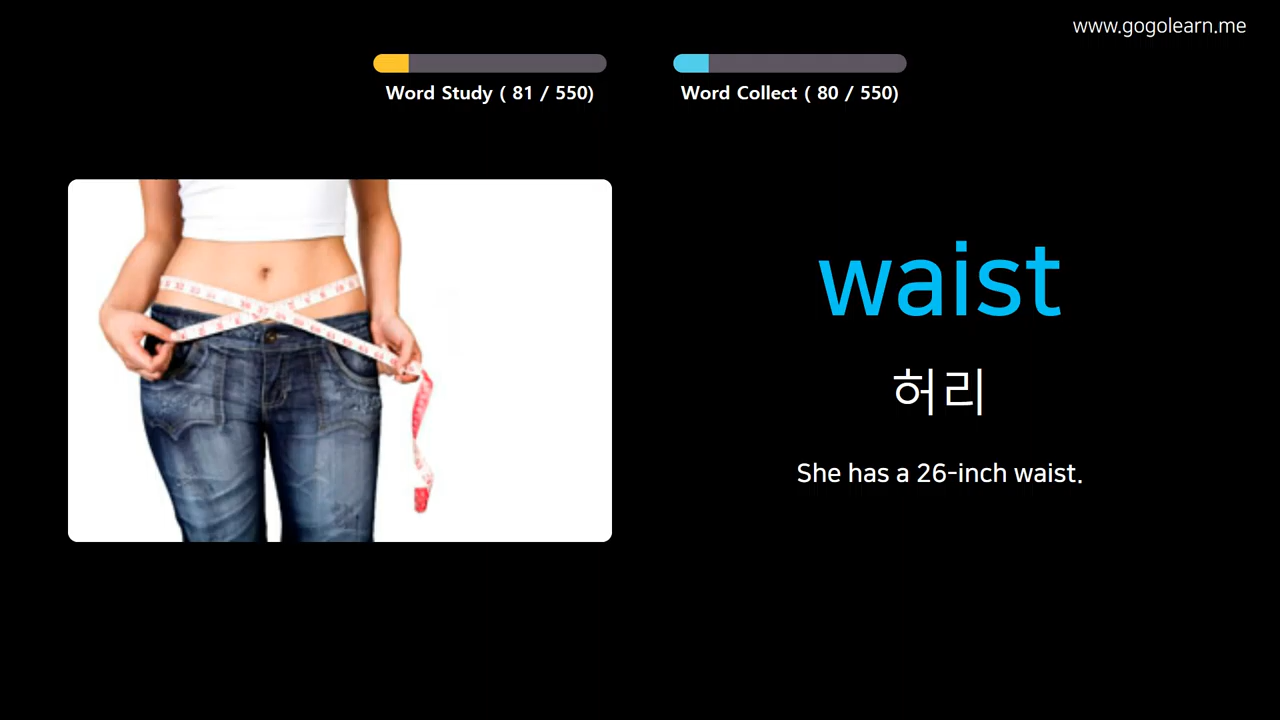 www.gogolearn.me
Word Study ( 81 / 550)
Word Collect ( 80 / 550)
waist
허리
She has a 26-inch waist.